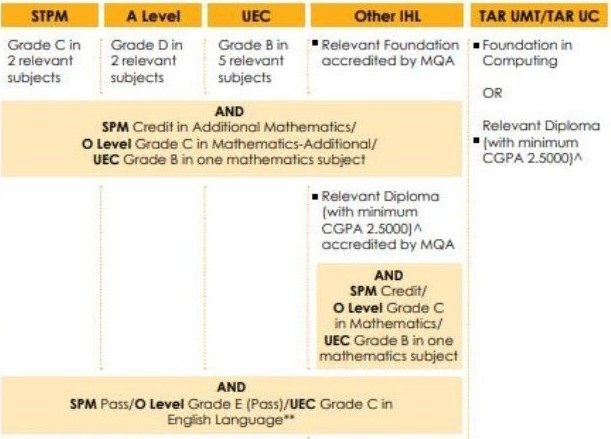 STPM
A Level
UEC
Other IHL
TAR UMT/TAR UC
Grade C in
2 relevant
subjects
Grade D in
2 relevant
subjects
Grade B in
5 relevant
subjects
▪ Relevant Foundation
accredited by MQA
▪ Foundation in
Computing
OR
Relevant Diploma
▪ (with minimum
CGPA 2.5000)^
AND
SPM Credit in Additional Mathematics/
O Level Grade C in Mathematics-Additional/
UEC Grade B in one mathematics subject
▪ Relevant Diploma
(with minimum
CGPA 2.5000)^
accredited by MQA
AND
SPM Credit/
O Level Grade C
in Mathematics/
UEC Grade B in one
mathematics subject
AND
SPM Pass/O Level Grade E (Pass)/UEC Grade C in
English Language**